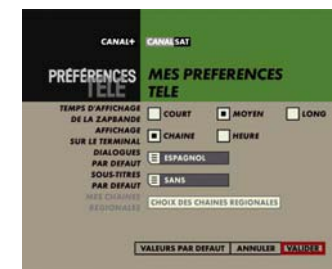 CANAL+ CANALSAT
PRÉFÉRENCES
TELE
MES PREFERENCES
TELE
TEMPS D'AFFICHAGE
DE LA ZAPBANDE
COURT MOYEN LONG
AFFICHAGE
SUR LE TERMINAL
CHAINE HEURE
DIALOGUES
PAR DEFAUT
ESPAGNOL
SOUS-TITRES
PAR DEFAUT
SANS
MES CHAINES
REGIONALES
CHOIX DES CHAINES REGIONALES
VALEURS PAR DEFAUT ANNULER VALIDER